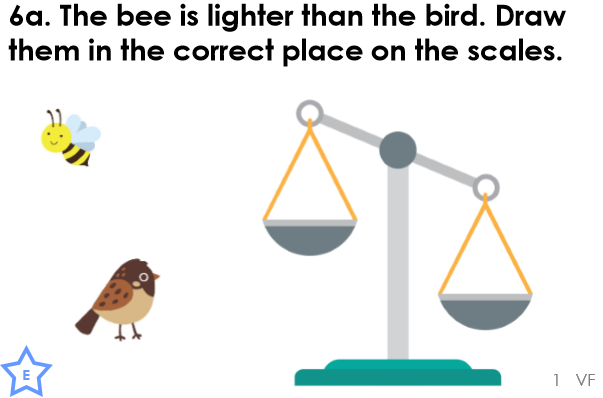 6a. The bee is lighter than the bird. Draw
them in the correct place on the scales.
E
1 VF